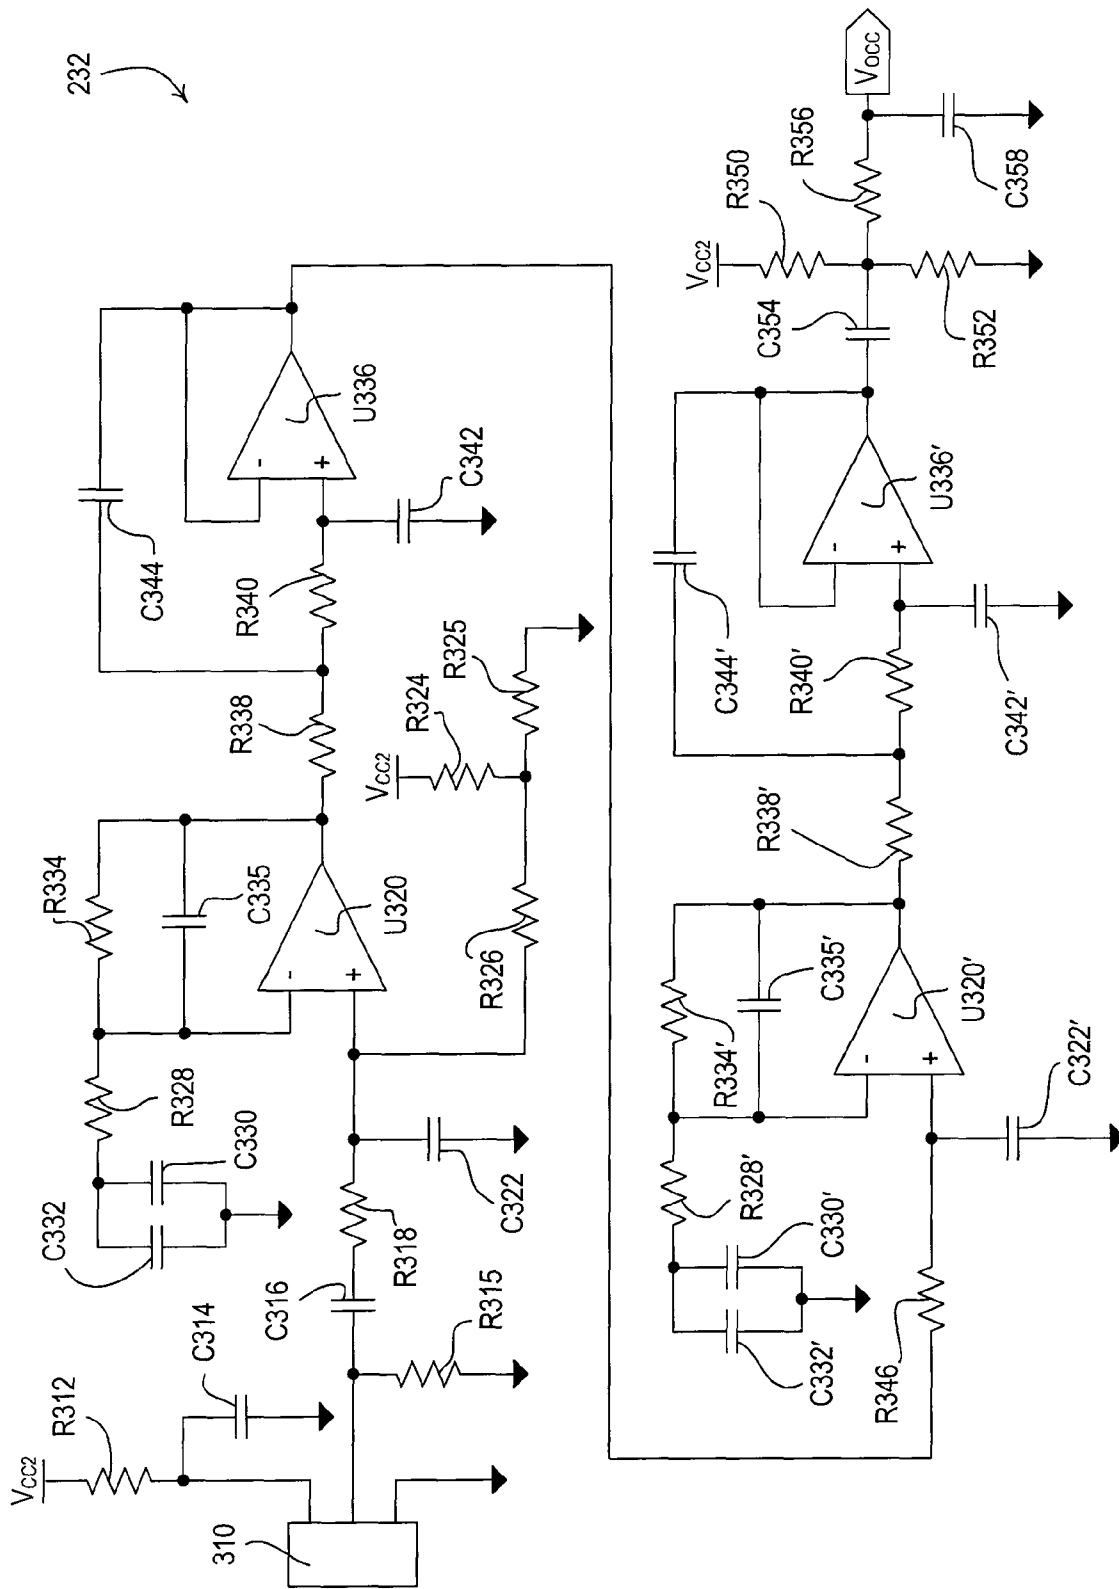 232
VCC2
R312
C314
310
R315
C316
R318
C322
C332
C330
R328
R334
C335
U320
R326
VCC2
R324
R325
R338
R340
C344
-
+
-
+
U336
C342
R346
C332′
C330′
R328′
R334′
C335′
-
+
U320′
C322′
R338′
R340′
C344′
-
+
U336′
C342′
C354
VCC2
R350
R352
R356
C358
VOCC